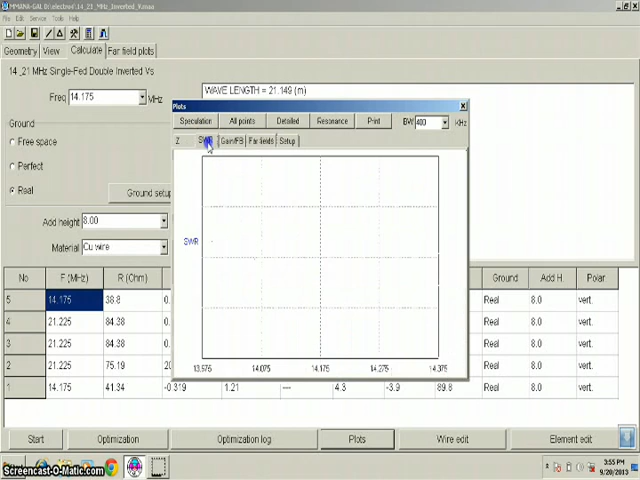 MMANA-GAL
File Edit Service Tools Help
Geometry View Calculate Far field plots
14 _21 MHz Single-Fed Double Inverted Vs
Freq 14.175 MHz
WAVE LENGTH = 21.149 (m)
Ground
Free space
Perfect
Real
Ground setup
Add height 8.00
Material Cu wire
Plots
Speculation All points Detailed Resonance Print BW 400 KHz
Z SWR Gain/FB Far fields Setup
SWR
14.075 14.175 14.275 14.375
No F (MHz) R (Ohm) Ground Add H. Polar
5 14.175 38.8 Real 8.0 vert.
4 21.225 84.38 Real 8.0 vert.
3 21.225 84.38 Real 8.0 vert.
2 21.225 75.19 Real 8.0 vert.
1 14.175 41.34 -0.319 1.21 --- 4.3 -3.9 89.8 Real 8.0 vert.
Start Optimization Optimization log Plots Wire edit Element edit
Screencast-O-Matic.com
3:55 PM
9/20/2013